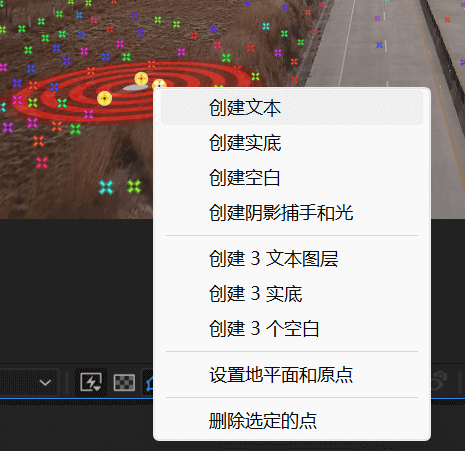 创建文本
创建实底
创建空白
创建阴影捕手和光
创建 3 文本图层
创建 3 实底
创建 3 个空白
设置地平面和原点
删除选定的点